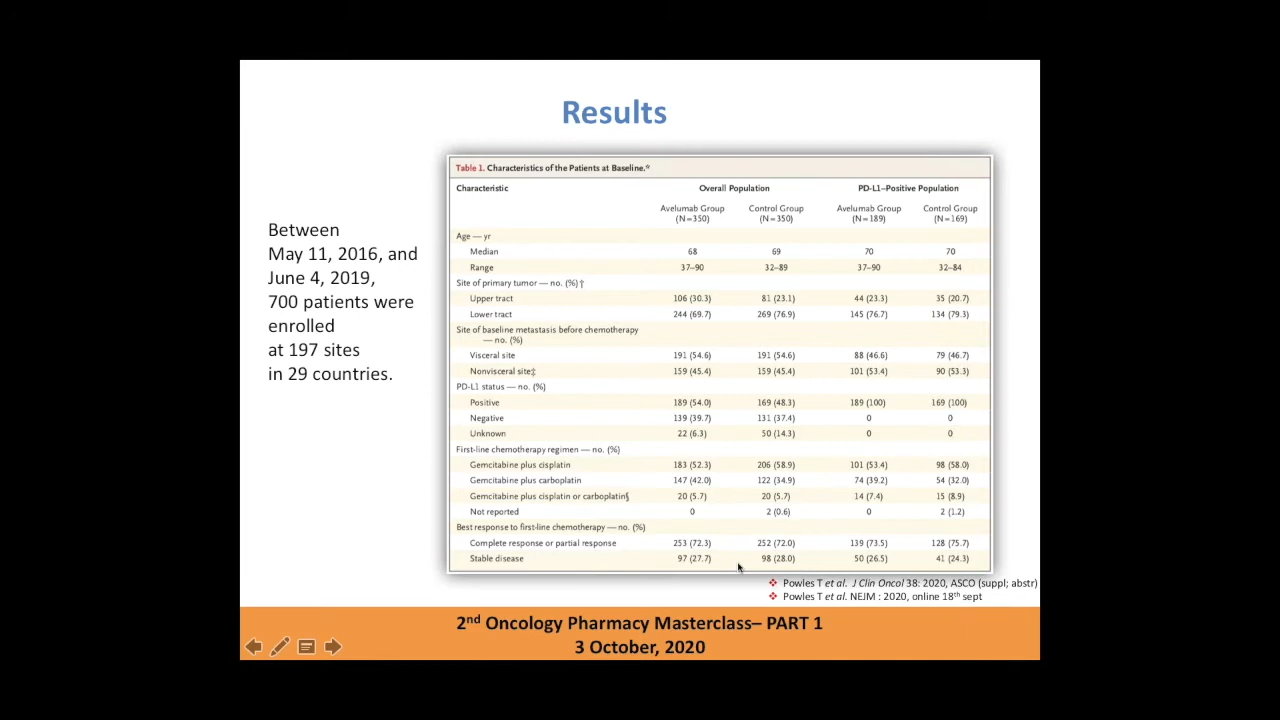 Results
Between
May 11, 2016, and
June 4, 2019,
700 patients were
enrolled
at 197 sites
in 29 countries.
Table 1. Characteristics of the Patients at Baseline.*
Characteristic Overall Population PD-L1–Positive Population
Avelumab Group Control Group Avelumab Group Control Group
(N=350) (N=350) (N=189) (N=169)
Age — yr
Median 68 69 70 70
Range 37–90 32–89 37–90 32–84
Site of primary tumor — no. (%)†
Upper tract 106 (30.3) 81 (23.1) 44 (23.3) 35 (20.7)
Lower tract 244 (69.7) 269 (76.9) 145 (76.7) 134 (79.3)
Site of baseline metastasis before chemotherapy
— no. (%)
Visceral site 191 (54.6) 191 (54.6) 88 (46.6) 79 (46.7)
Nonvisceral site‡ 159 (45.4) 159 (45.4) 101 (53.4) 90 (53.3)
PD-L1 status — no. (%)
Positive 189 (54.0) 169 (48.3) 189 (100) 169 (100)
Negative 139 (39.7) 131 (37.4) 0 0
Unknown 22 (6.3) 50 (14.3) 0 0
First-line chemotherapy regimen — no. (%)
Gemcitabine plus cisplatin 183 (52.3) 206 (58.9) 101 (53.4) 98 (58.0)
Gemcitabine plus carboplatin 147 (42.0) 122 (34.9) 74 (39.2) 54 (32.0)
Gemcitabine plus cisplatin or carboplatin§ 20 (5.7) 20 (5.7) 14 (7.4) 15 (8.9)
Not reported 0 2 (0.6) 0 2 (1.2)
Best response to first-line chemotherapy — no. (%)
Complete response or partial response 253 (72.3) 252 (72.0) 139 (73.5) 128 (75.7)
Stable disease 97 (27.7) 98 (28.0) 50 (26.5) 41 (24.3)
❖ Powles T et al. J Clin Oncol 38: 2020, ASCO (suppl; abstr)
❖ Powles T et al. NEJM : 2020, online 18th sept
2nd Oncology Pharmacy Masterclass– PART 1
3 October, 2020